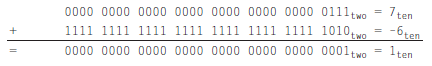 0000 0000 0000 0000 0000 0000 0000 0111two = 7ten
+ 1111 1111 1111 1111 1111 1111 1111 1010two = -6ten
= 0000 0000 0000 0000 0000 0000 0000 0001two = 1ten